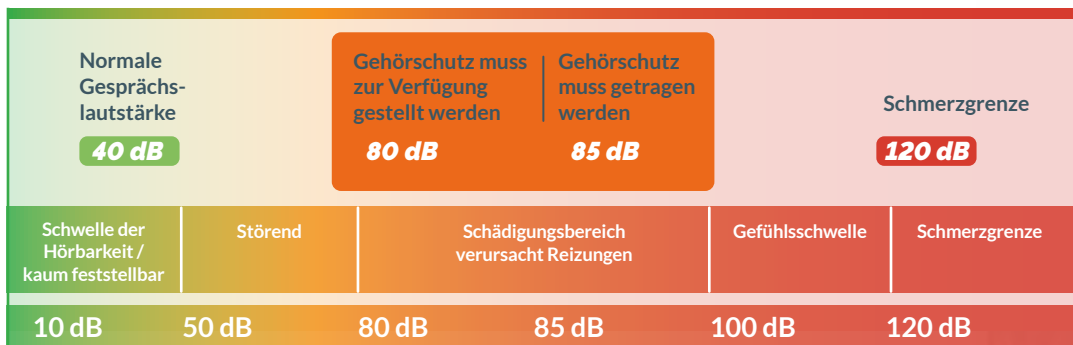 Normale
Gesprächs-
lautstärke
40 dB
Gehörschutz muss
zur Verfügung
gestellt werden
80 dB
Gehörschutz
muss getragen
werden
85 dB
Schmerzgrenze
120 dB
Schwelle der
Hörbarkeit /
kaum feststellbar
Störend
Schädigungsbereich
verursacht Reizungen
Gefühlsschwelle
Schmerzgrenze
10 dB
50 dB
80 dB
85 dB
100 dB
120 dB